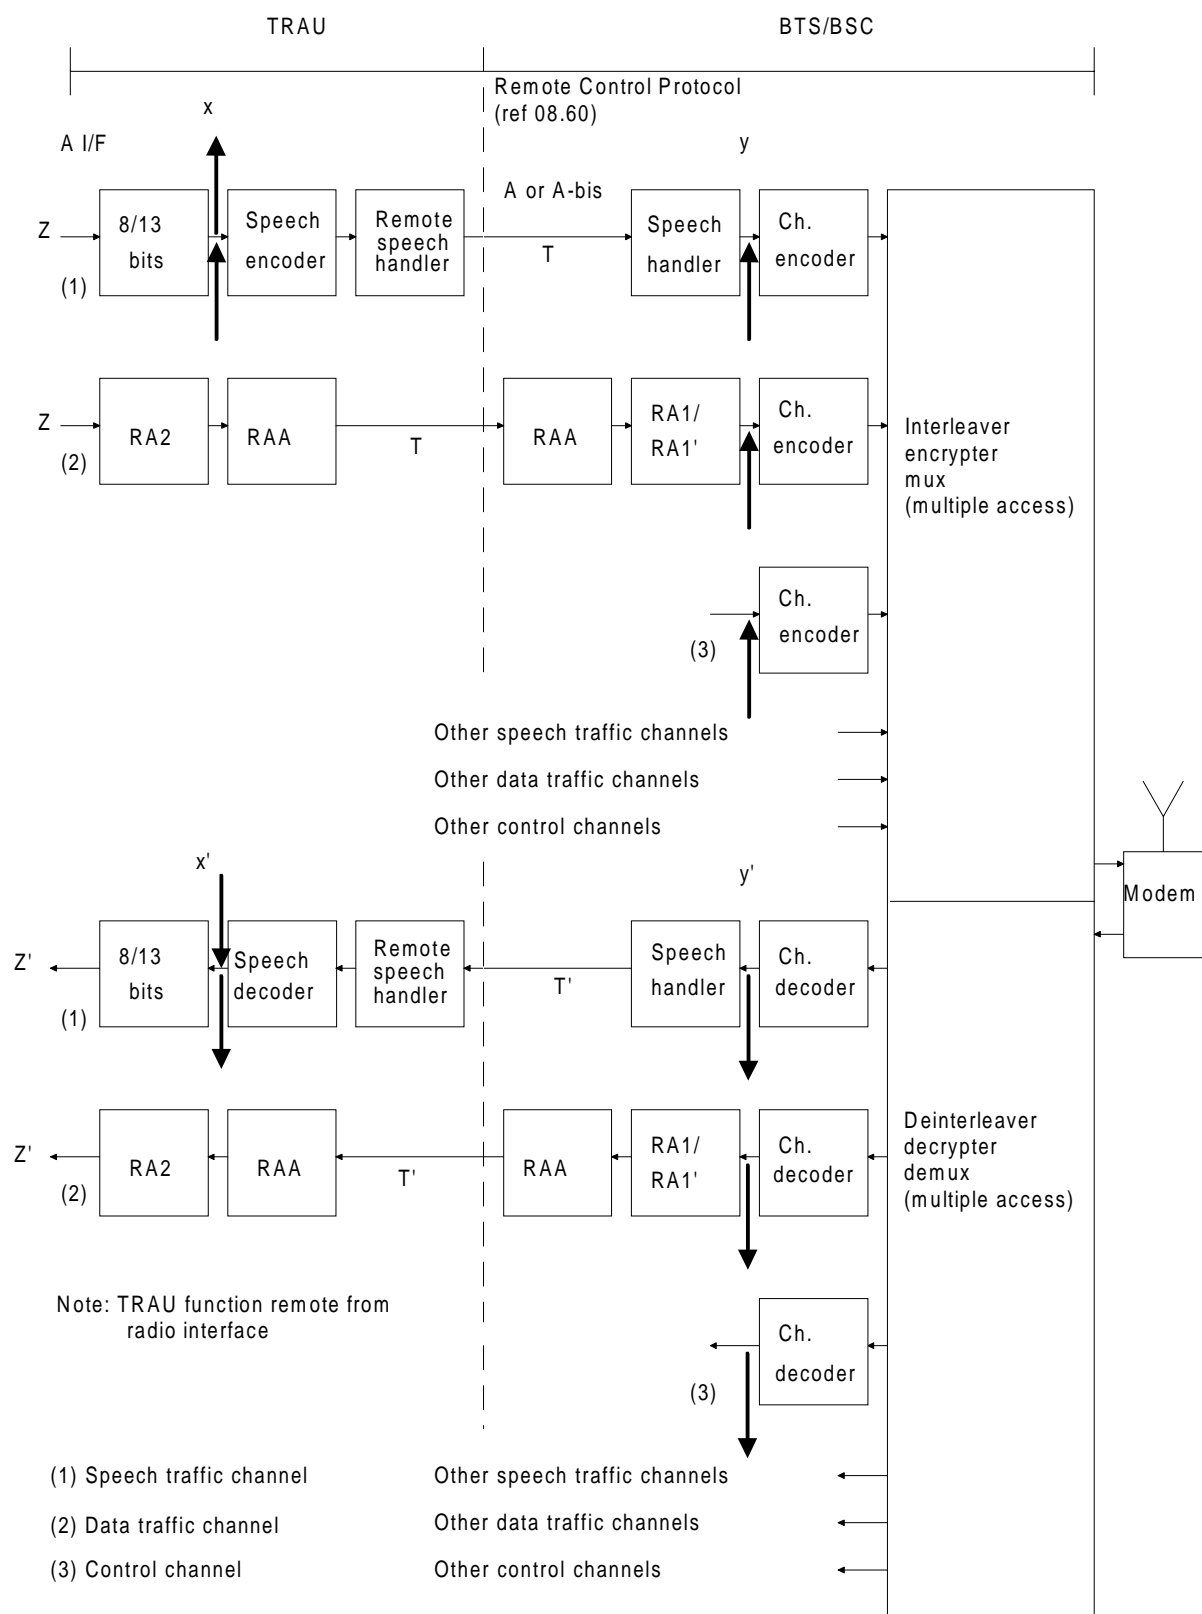 TRAU
BTS/BSC
Remote Control Protocol
(ref 08.60)
x
A I/F
y
A or A-bis
Z
(1)
8/13
bits
Speech
encoder
Remote
speech
handler
T
Speech
handler
Ch.
encoder
Z
(2)
RA2
RAA
T
RAA
RA1/
RA1'
Ch.
encoder
Interleaver
encrypter
mux
(multiple access)
(3)
Ch.
encoder
Other speech traffic channels
Other data traffic channels
Other control channels
x'
y'
Modem
Z'
(1)
8/13
bits
Speech
decoder
Remote
speech
handler
T'
Speech
handler
Ch.
decoder
Z'
(2)
RA2
RAA
T'
RAA
RA1/
RA1'
Ch.
decoder
Deinterleaver
decrypter
demux
(multiple access)
Note: TRAU function remote from
radio interface
(3)
Ch.
decoder
(1) Speech traffic channel
Other speech traffic channels
(2) Data traffic channel
Other data traffic channels
(3) Control channel
Other control channels